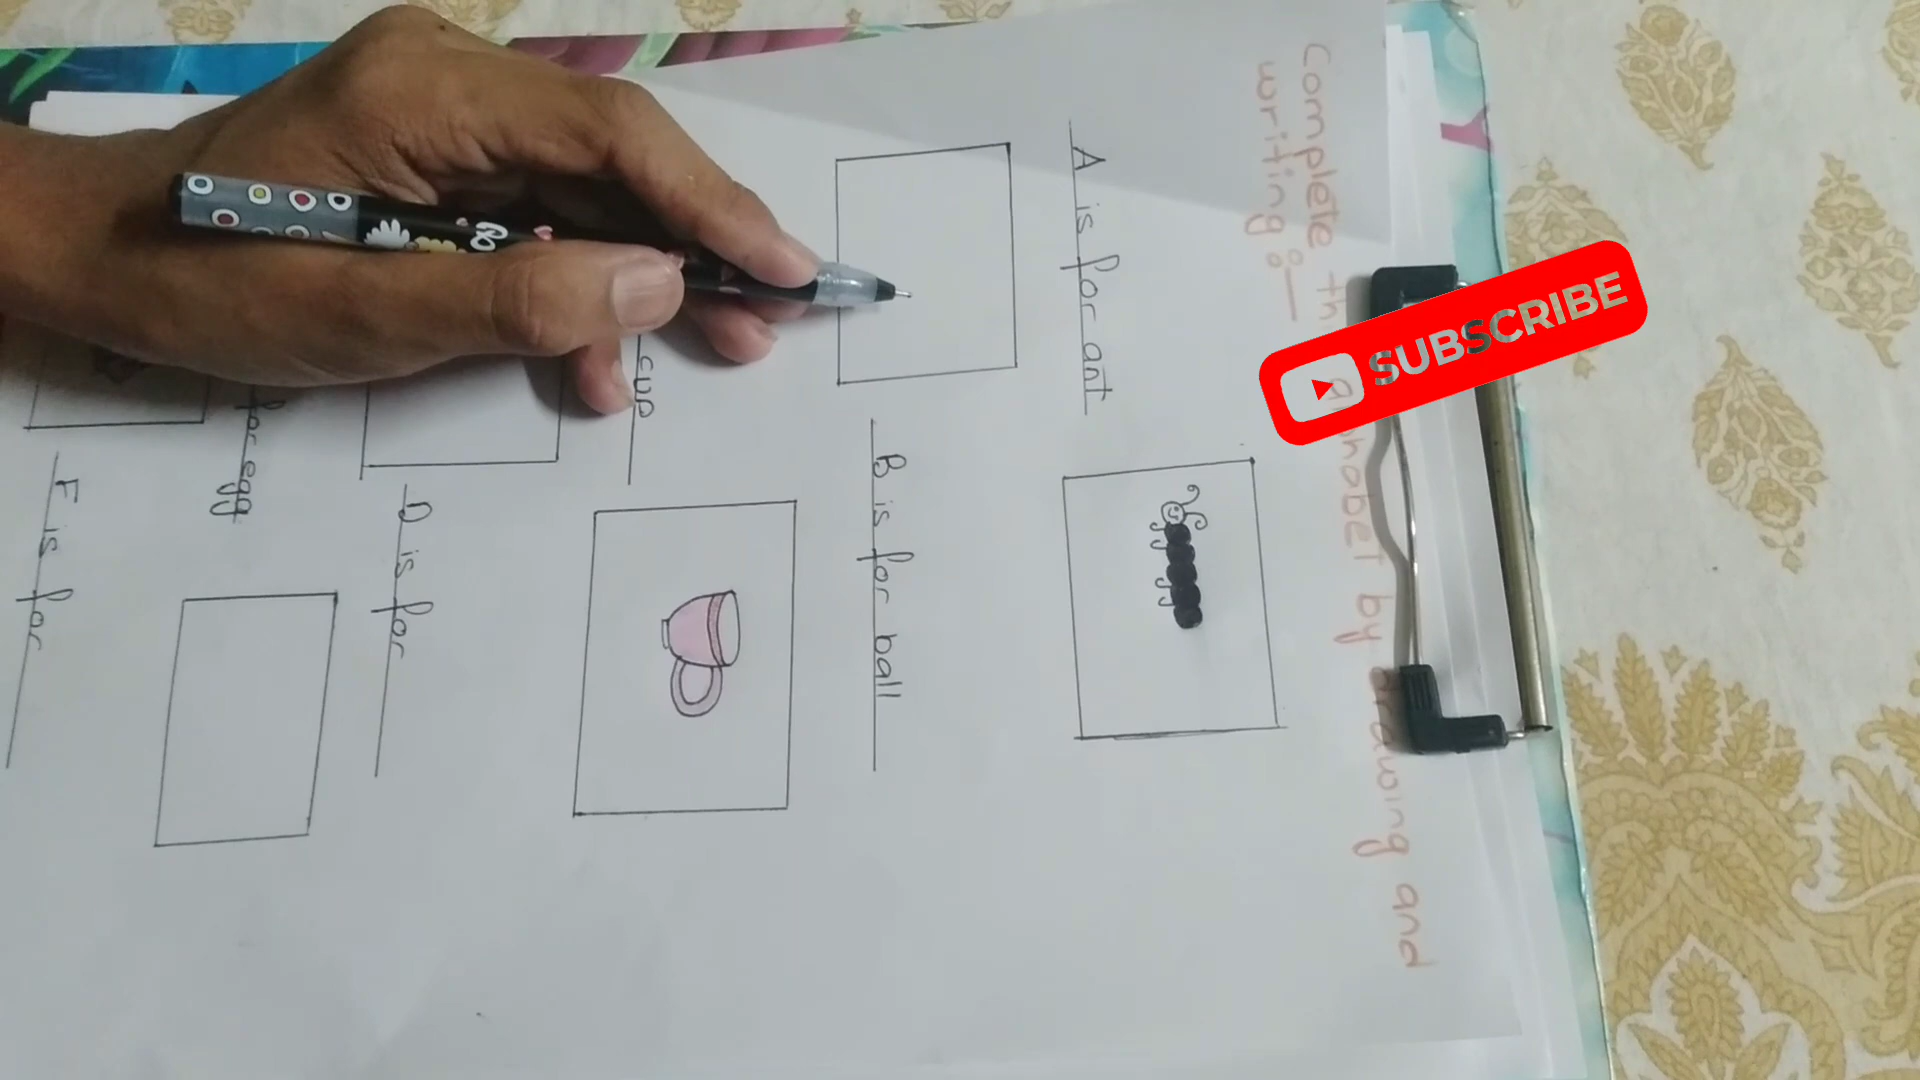 Complete the alphabet by drawing and
writing :-
A is for ant
B is for ball
cup
D is for
for egg
F is for
SUBSCRIBE